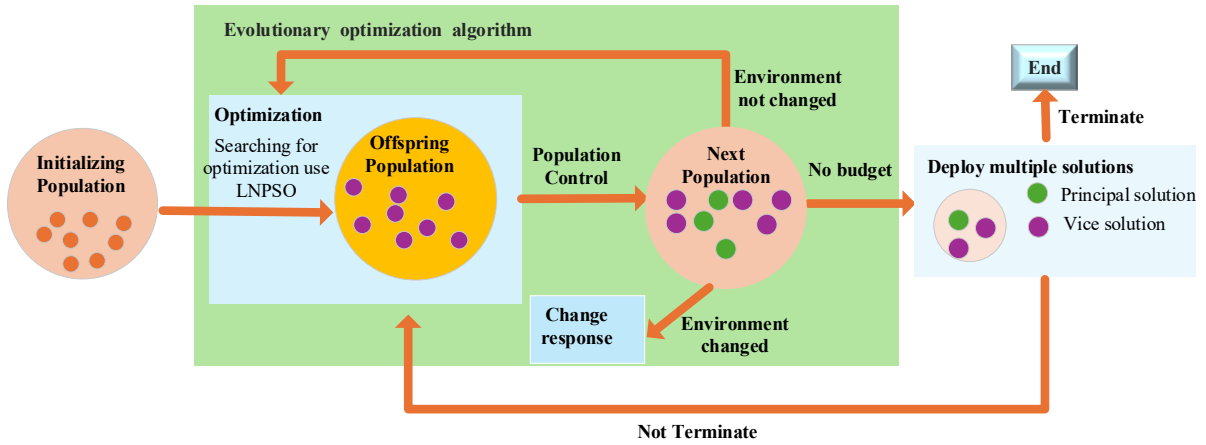 Evolutionary optimization algorithm
Initializing
Population
Optimization
Searching for
optimization use
LNPSO
Offspring
Population
Population
Control
Environment
not changed
Next
Population
Change
response
Environment
changed
No budget
End
Terminate
Deploy multiple solutions
Principal solution
Vice solution
Not Terminate